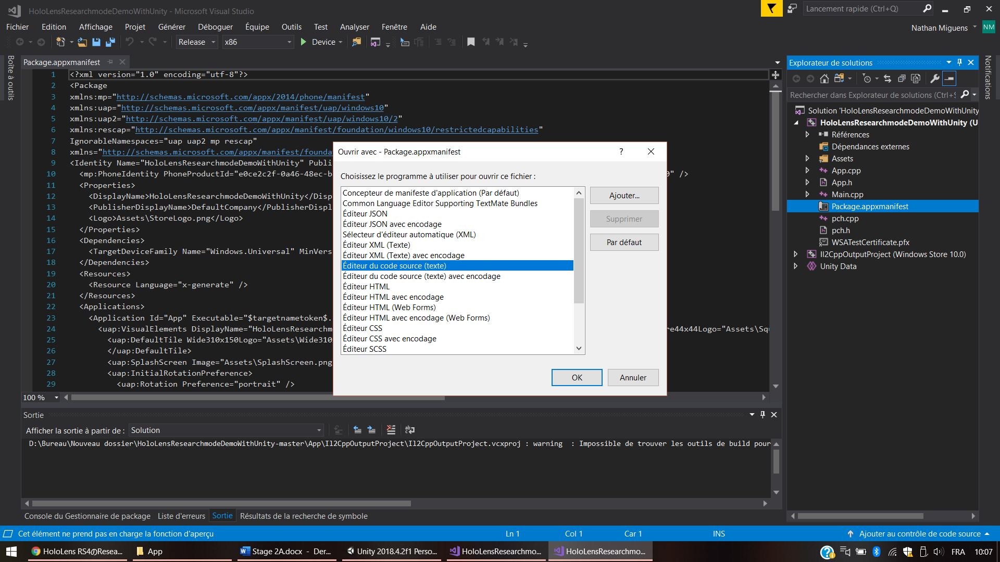 HoloLensResearchmodeDemoWithUnity - Microsoft Visual Studio
Lancement rapide (Ctrl+Q)
Fichier Edition Affichage Projet Générer Déboguer Équipe Outils Test Analyser Fenêtre Aide
Nathan Miguens NM
Release x86 Device
Boîte à outils
Package.appxmanifest
1 <?xml version="1.0" encoding="utf-8"?>
2 <Package
3 xmlns:mp="http://schemas.microsoft.com/appx/2014/phone/manifest"
4 xmlns:uap="http://schemas.microsoft.com/appx/manifest/uap/windows10"
5 xmlns:uap2="http://schemas.microsoft.com/appx/manifest/uap/windows10/2"
6 xmlns:rescap="http://schemas.microsoft.com/appx/manifest/foundation/windows10/restrictedcapabilities"
7 IgnorableNamespaces="uap uap2 mp rescap"
8 xmlns="http://schemas.microsoft.com/appx/manifest/founda
9 <Identity Name="HoloLensResearchmodeDemoWithUnity" Publ
10 <mp:PhoneIdentity PhoneProductId="e0ce2c2f-0a46-48ec-b 0" />
11 <Properties>
12 <DisplayName>HoloLensResearchmodeDemoWithUnity</Disp
13 <PublisherDisplayName>DefaultCompany</PublisherDispl
14 <Logo>Assets\StoreLogo.png</Logo>
15 </Properties>
16 <Dependencies>
17 <TargetDeviceFamily Name="Windows.Universal" MinVers
18 </Dependencies>
19 <Resources>
20 <Resource Language="x-generate" />
21 </Resources>
22 <Applications>
23 <Application Id="App" Executable="$targetnametoken$.
24 <uap:VisualElements DisplayName="HoloLensResearchm re44x44Logo="Assets\Squ
25 <uap:DefaultTile Wide310x150Logo="Assets\Wide310
26 </uap:DefaultTile>
27 <uap:SplashScreen Image="Assets\SplashScreen.png
28 <uap:InitialRotationPreference>
29 <uap:Rotation Preference="portrait" />
100 %
Ouvrir avec - Package.appxmanifest ?
Choisissez le programme à utiliser pour ouvrir ce fichier :
Concepteur de manifeste d'application (Par défaut)
Common Language Editor Supporting TextMate Bundles
Éditeur JSON
Éditeur JSON avec encodage
Sélecteur d'éditeur automatique (XML)
Éditeur XML (Texte)
Éditeur XML (Texte) avec encodage
Éditeur du code source (texte)
Éditeur du code source (texte) avec encodage
Éditeur HTML
Éditeur HTML avec encodage
Éditeur HTML (Web Forms)
Éditeur HTML avec encodage (Web Forms)
Éditeur CSS
Éditeur CSS avec encodage
Éditeur SCSS
Ajouter...
Supprimer
Par défaut
OK Annuler
Explorateur de solutions
Rechercher dans Explorateur de solutions (Ctrl+$
Solution 'HoloLensResearchmodeDemoWithUnity
HoloLensResearchmodeDemoWithUnity (U
Références
Dépendances externes
Assets
App.cpp
App.h
Main.cpp
Package.appxmanifest
pch.cpp
pch.h
WSATestCertificate.pfx
Il2CppOutputProject (Windows Store 10.0)
Unity Data
Notifications
Sortie
Afficher la sortie à partir de : Solution
D:\Bureau\Nouveau dossier\HoloLensResearchmodeDemoWithUnity-master\App\Il2CppOutputProject\Il2CppOutputProject.vcxproj : warning : Impossible de trouver les outils de build pour
Console du Gestionnaire de package Liste d'erreurs Sortie Résultats de la recherche de symbole
Cet élément ne prend pas en charge la fonction d'aperçu Ln 1 Col 1 Car 1 INS Ajouter au contrôle de code source
HoloLens RS4のResea... App Stage 2A.docx - Der... Unity 2018.4.2f1 Perso... HoloLensResearchmo... HoloLensResearchmo... FRA 10:07